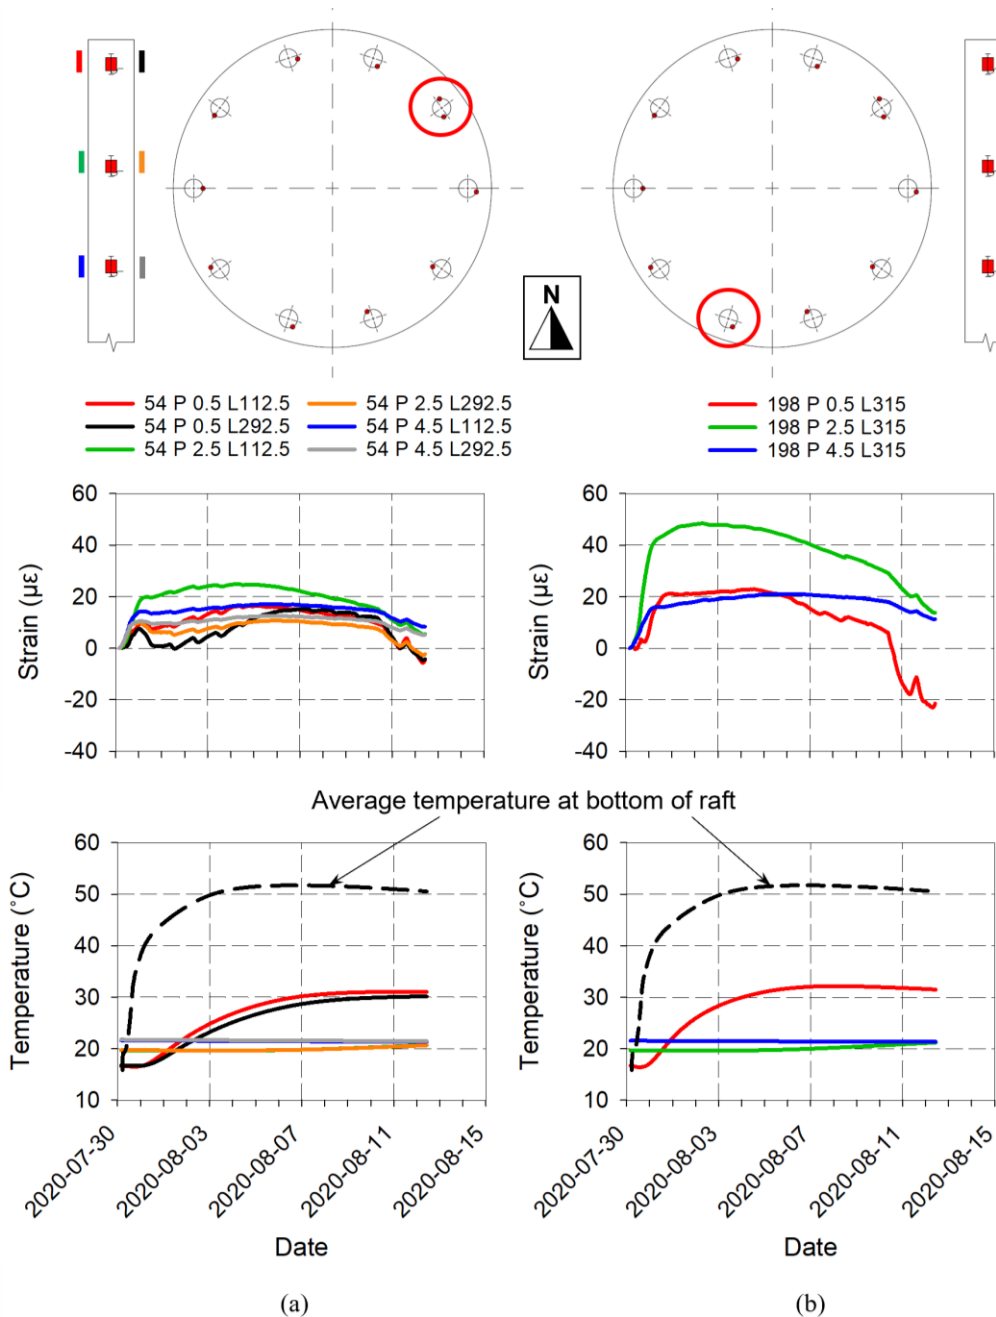 N
54 P 0.5 L112.5
54 P 2.5 L292.5
54 P 0.5 L292.5
54 P 4.5 L112.5
54 P 2.5 L112.5
54 P 4.5 L292.5
198 P 0.5 L315
198 P 2.5 L315
198 P 4.5 L315
Strain (µε)
60
40
20
0
-20
-40
Strain (µε)
60
40
20
0
-20
-40
Average temperature at bottom of raft
Temperature (˚C)
60
50
40
30
20
10
2020-07-30
2020-08-03
2020-08-07
2020-08-11
2020-08-15
Date
Temperature (˚C)
60
50
40
30
20
10
2020-07-30
2020-08-03
2020-08-07
2020-08-11
2020-08-15
Date
(a)
(b)